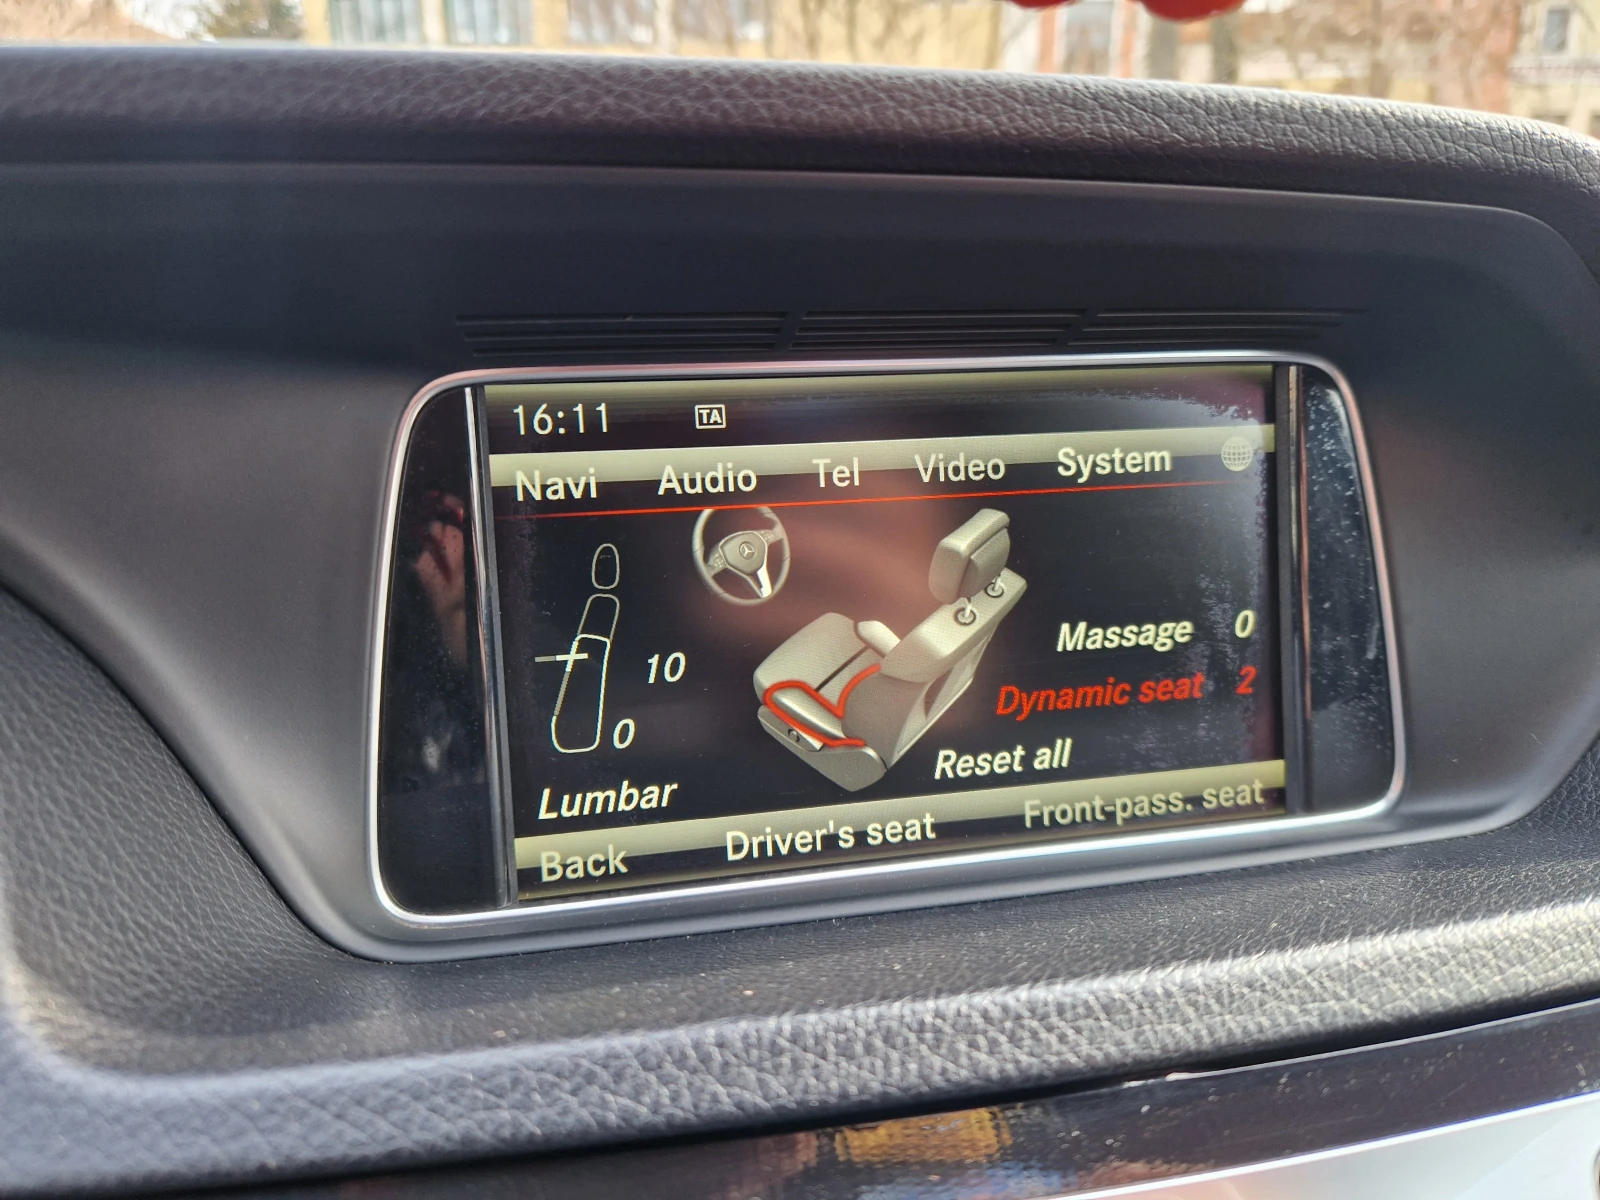 16:11 TA
Navi Audio Tel Video System
10
0
Lumbar
Massage 0
Dynamic seat 2
Reset all
Back Driver's seat Front-pass. seat